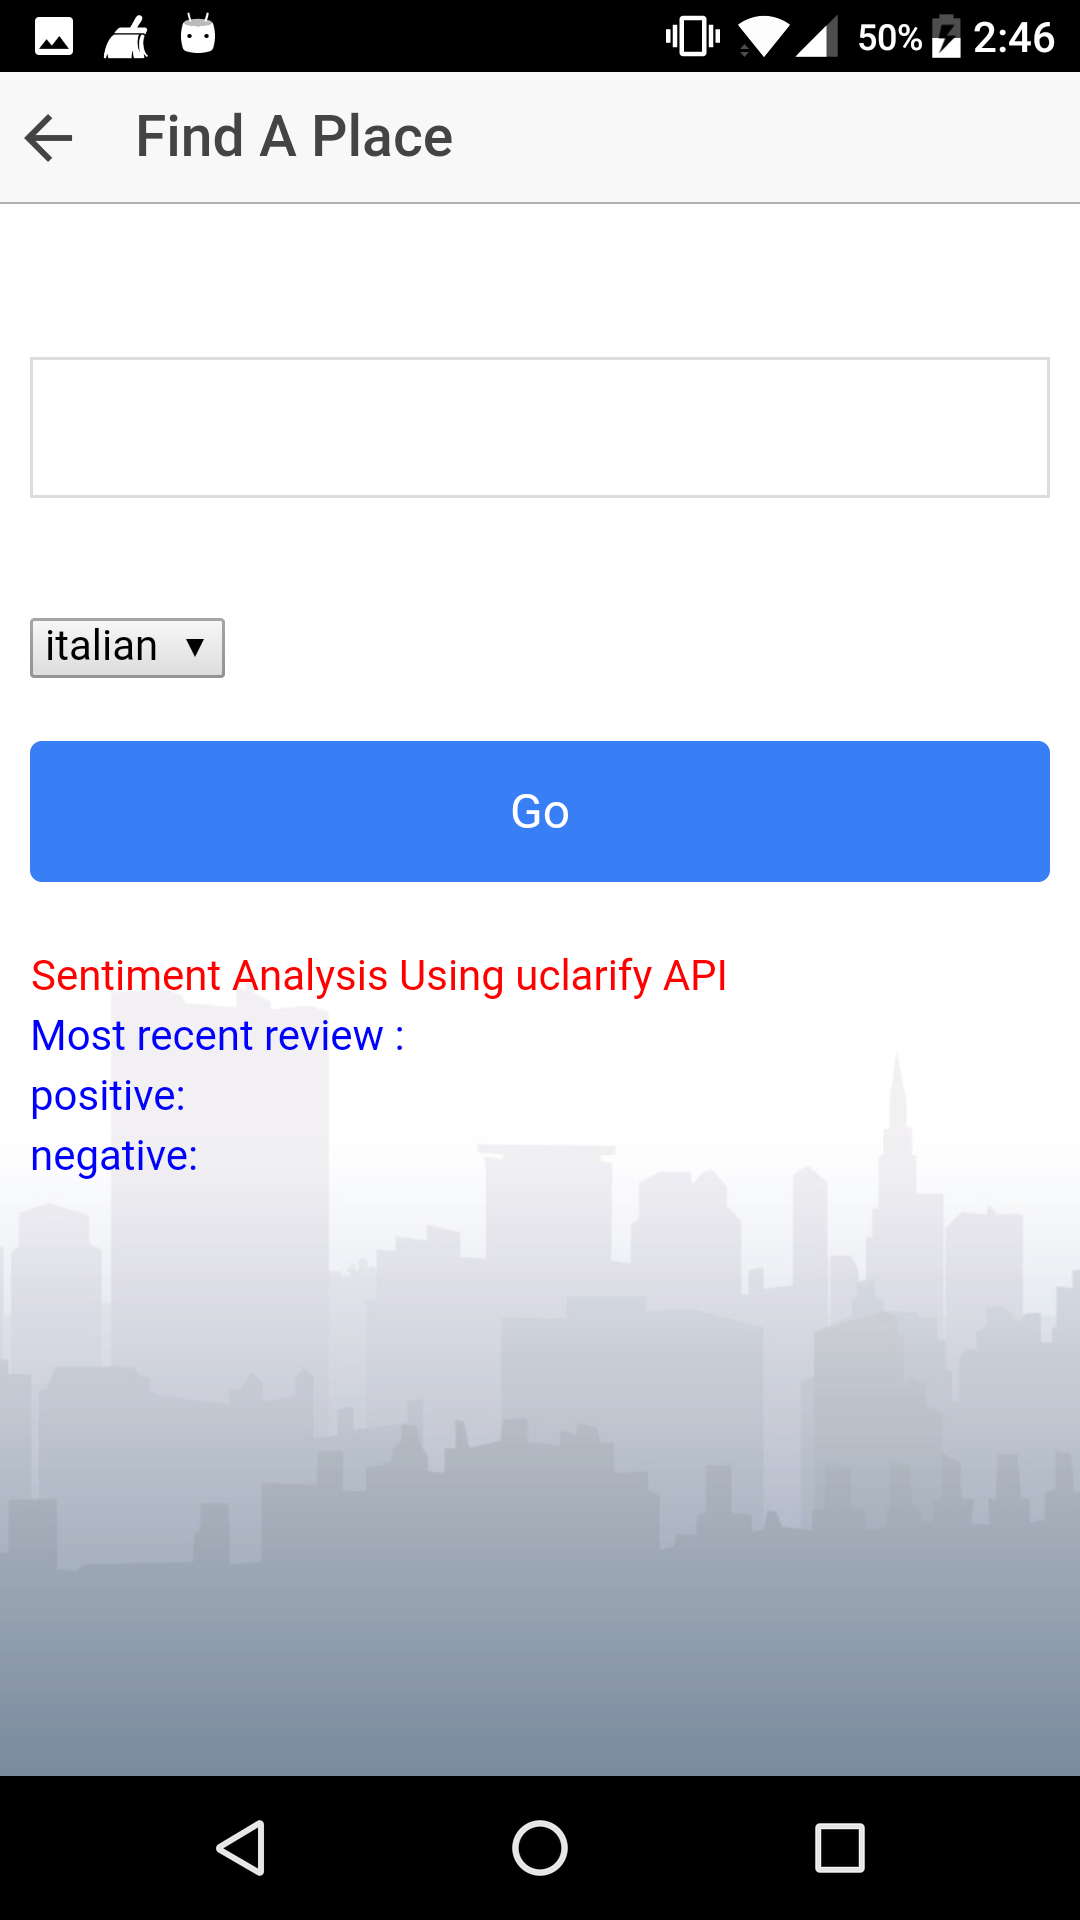 50% 2:46
Find A Place
italian ▼
Go
Sentiment Analysis Using uclarify API
Most recent review :
positive:
negative: